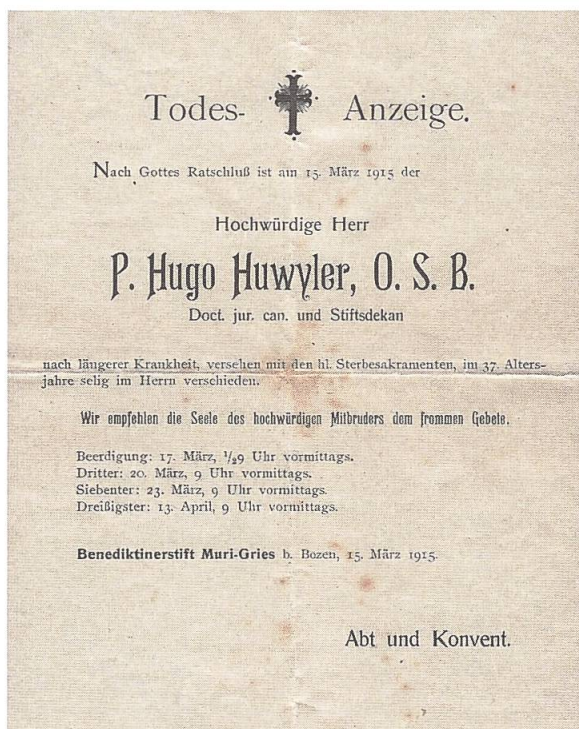 Todes- Anzeige.
Nach Gottes Ratschluß ist am 15. März 1915 der
Hochwürdige Herr
P. Hugo Huwyler, O. S. B.
Doct. jur. can. und Stiftsdekan
nach längerer Krankheit, versehen mit den hl. Sterbesakramenten, im 37. Alters-
jahre selig im Herrn verschieden.
Wir empfehlen die Seele des hochwürdigen Mitbruders dem frommen Gebete.
Beerdigung: 17. März, 1/29 Uhr vormittags.
Dritter: 20. März, 9 Uhr vormittags.
Siebenter: 23. März, 9 Uhr vormittags.
Dreißigster: 13. April, 9 Uhr vormittags.
Benediktinerstift Muri-Gries b. Bozen, 15. März 1915.
Abt und Konvent.